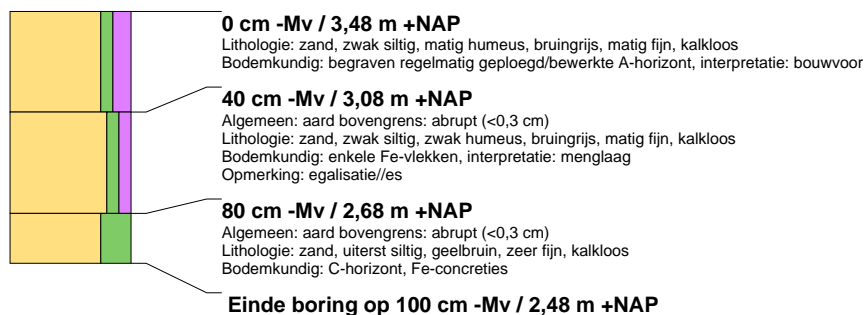 0 cm -Mv / 3,48 m +NAP
Lithologie: zand, zwak siltig, matig humeus, bruingrijs, matig fijn, kalkloos
Bodemkundig: begraven regelmatig geploegd/bewerkte A-horizont, interpretatie: bouwvoor
40 cm -Mv / 3,08 m +NAP
Algemeen: aard bovengrens: abrupt (<0,3 cm)
Lithologie: zand, zwak siltig, zwak humeus, bruingrijs, matig fijn, kalkloos
Bodemkundig: enkele Fe-vlekken, interpretatie: menglaag
Opmerking: egalisatie//es
80 cm -Mv / 2,68 m +NAP
Algemeen: aard bovengrens: abrupt (<0,3 cm)
Lithologie: zand, uiterst siltig, geelbruin, zeer fijn, kalkloos
Bodemkundig: C-horizont, Fe-concreties
Einde boring op 100 cm -Mv / 2,48 m +NAP